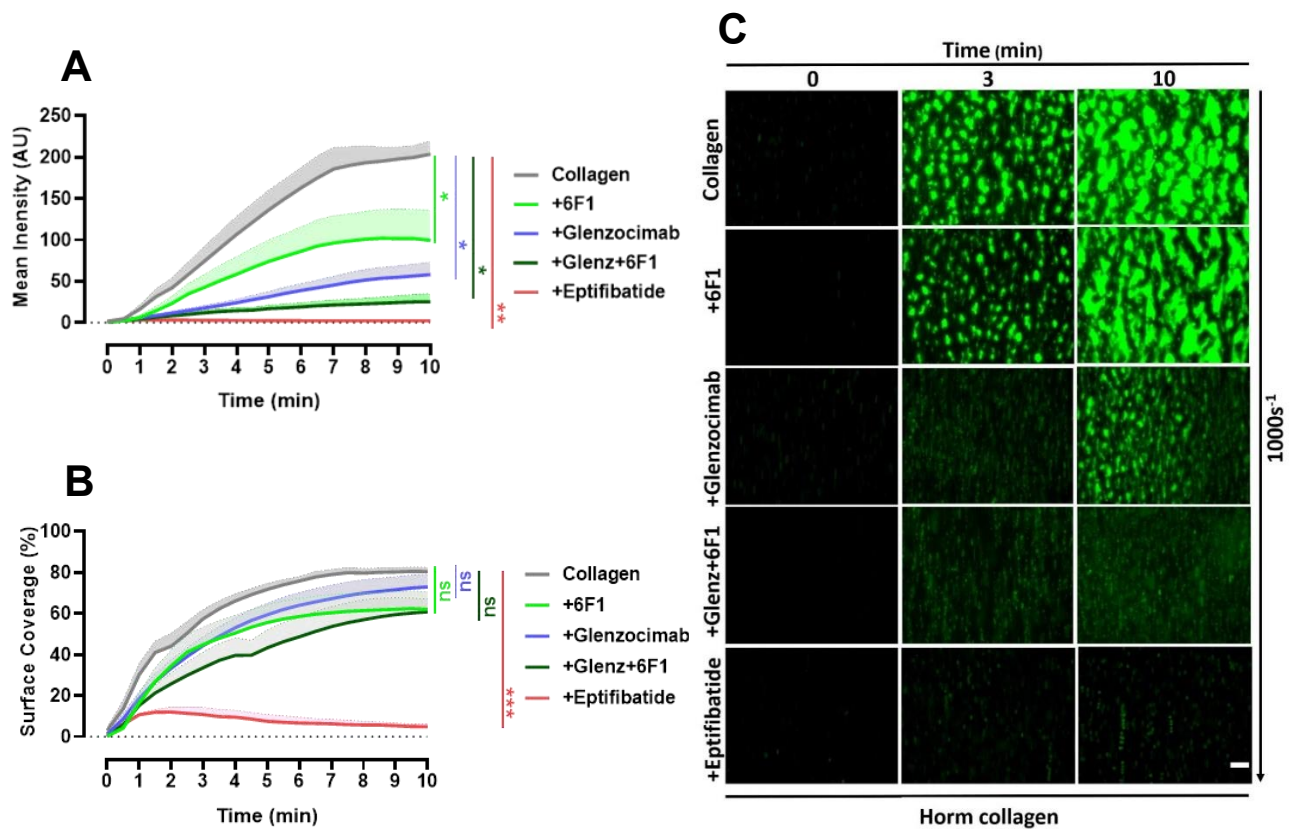 A
Mean Inensity (AU)
250
200
150
100
50
0
0 1 2 3 4 5 6 7 8 9 10
Time (min)
*
*
*
**
Collagen
+6F1
+Glenzocimab
+Glenz+6F1
+Eptifibatide
B
Surface Coverage (%)
100
80
60
40
20
0
0 1 2 3 4 5 6 7 8 9 10
Time (min)
ns
ns
ns
***
Collagen
+6F1
+Glenzocimab
+Glenz+6F1
+Eptifibatide
C
Time (min)
0 3 10
Collagen
+6F1
+Glenzocimab
+Glenz+6F1
+Eptifibatide
1000s⁻¹
Horm collagen